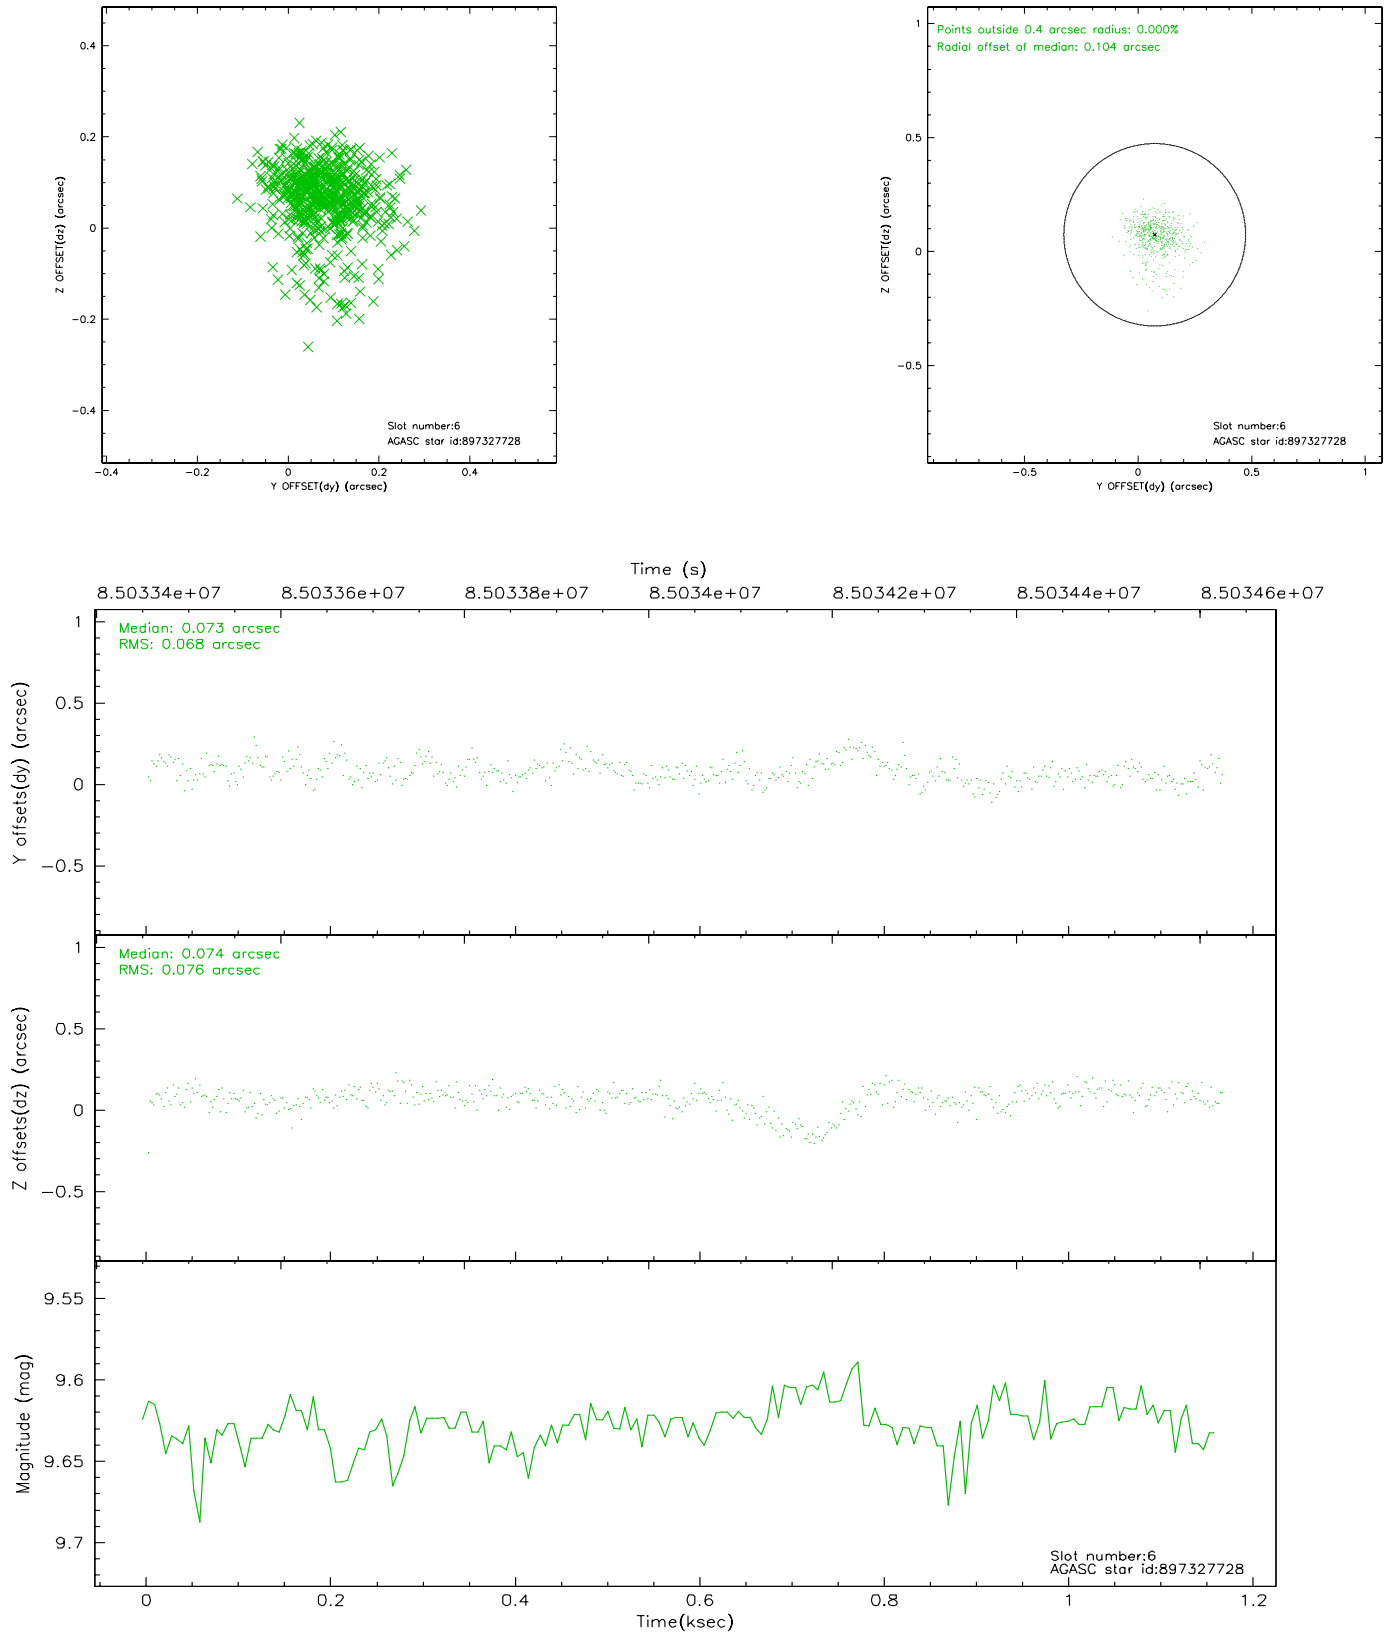 0.4
0.2
0
−0.2
−0.4
Z OFFSET(dz) (arcsec)
Slot number:6
AGASC star id:897327728
−0.4 −0.2 0 0.2 0.4
Y OFFSET(dy) (arcsec)
Points outside 0.4 arcsec radius: 0.000%
Radial offset of median: 0.104 arcsec
1
0.5
0
−0.5
Z OFFSET(dz) (arcsec)
Slot number:6
AGASC star id:897327728
−0.5 0 0.5 1
Y OFFSET(dy) (arcsec)
Time (s)
8.50334e+07 8.50336e+07 8.50338e+07 8.5034e+07 8.50342e+07 8.50344e+07 8.50346e+07
Median: 0.073 arcsec
RMS: 0.068 arcsec
1
0.5
0
−0.5
Y offsets(dy) (arcsec)
Median: 0.074 arcsec
RMS: 0.076 arcsec
1
0.5
0
−0.5
Z offsets(dz) (arcsec)
9.55
9.6
9.65
9.7
Magnitude (mag)
Slot number:6
AGASC star id:897327728
0 0.2 0.4 0.6 0.8 1 1.2
Time(ksec)